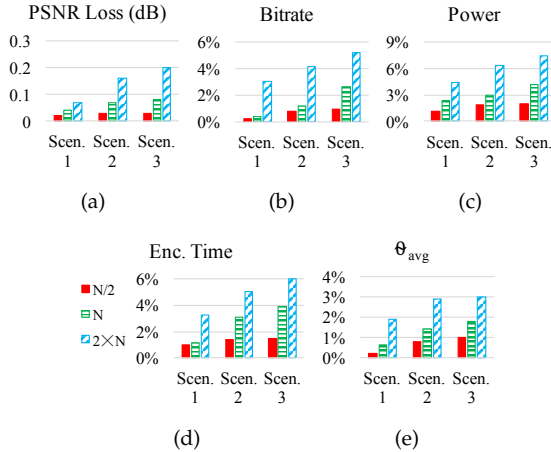 PSNR Loss (dB)
0.3
0.2
0.1
0
Scen. 1
Scen. 2
Scen. 3
(a)
Bitrate
6%
4%
2%
0%
Scen. 1
Scen. 2
Scen. 3
(b)
Power
9%
6%
3%
0%
Scen. 1
Scen. 2
Scen. 3
(c)
Enc. Time
N/2
N
2×N
6%
4%
2%
0%
Scen. 1
Scen. 2
Scen. 3
(d)
ϑavg
4%
3%
2%
1%
0%
Scen. 1
Scen. 2
Scen. 3
(e)